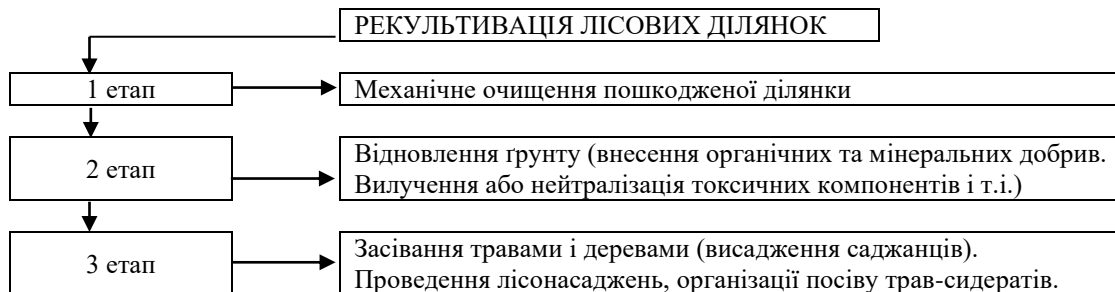 РЕКУЛЬТИВАЦІЯ ЛІСОВИХ ДІЛЯНОК
1 етап
Механічне очищення пошкодженої ділянки
2 етап
Відновлення ґрунту (внесення органічних та мінеральних добрив.
Вилучення або нейтралізація токсичних компонентів і т.і.)
3 етап
Засівання травами і деревами (висадження саджанців).
Проведення лісонасаджень, організації посіву трав-сидератів.